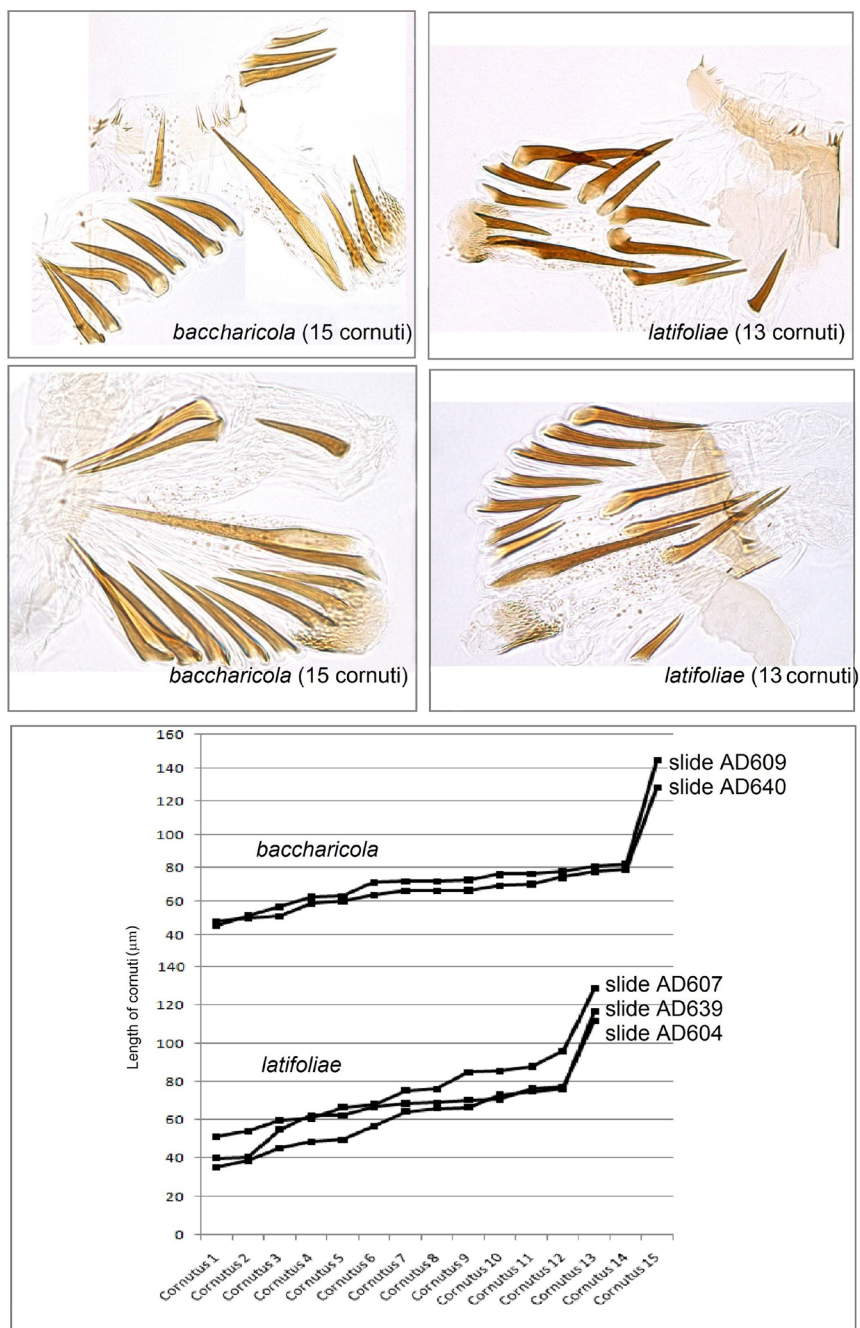 baccharicola (15 cornuti)
latifoliae (13 cornuti)
baccharicola (15 cornuti)
latifoliae (13 cornuti)
Length of cornuti (μm)
160
140
120
100
80
60
40
baccharicola
slide AD609
slide AD640
140
120
100
80
60
40
20
0
latifoliae
slide AD607
slide AD639
slide AD604
Cornutus 1
Cornutus 2
Cornutus 3
Cornutus 4
Cornutus 5
Cornutus 6
Cornutus 7
Cornutus 8
Cornutus 9
Cornutus 10
Cornutus 11
Cornutus 12
Cornutus 13
Cornutus 14
Cornutus 15